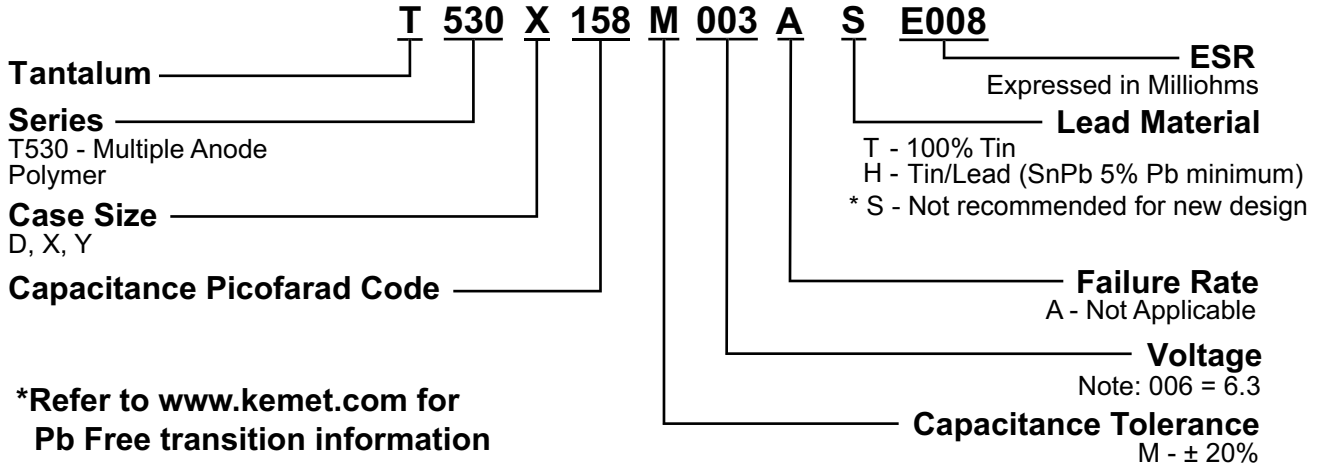 T 530 X 158 M 003 A S E008
Tantalum
Series
T530 - Multiple Anode
Polymer
Case Size
D, X, Y
Capacitance Picofarad Code
*Refer to www.kemet.com for
Pb Free transition information
ESR
Expressed in Milliohms
Lead Material
T - 100% Tin
H - Tin/Lead (SnPb 5% Pb minimum)
* S - Not recommended for new design
Failure Rate
A - Not Applicable
Voltage
Note: 006 = 6.3
Capacitance Tolerance
M - ± 20%